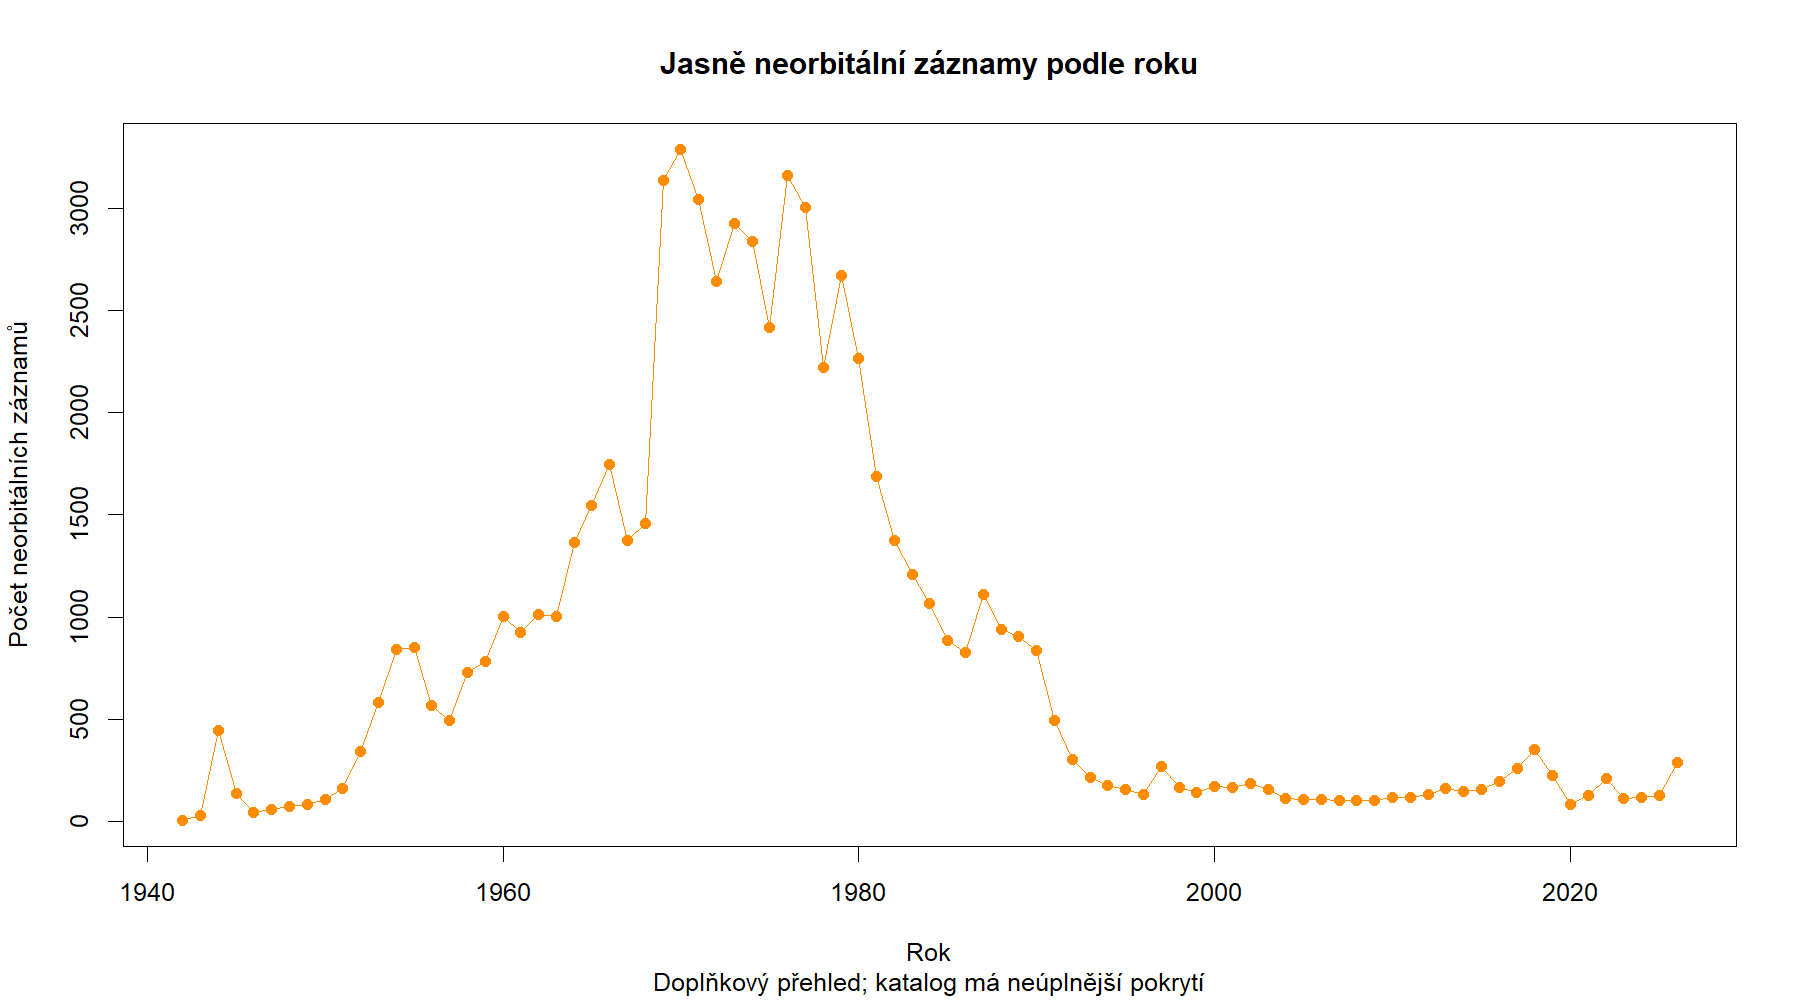 Jasně neorbitální záznamy podle roku
Počet neorbitálních záznamů
3000
2500
2000
1500
1000
500
0
1940 1960 1980 2000 2020
Rok
Doplňkový přehled; katalog má neúplnější pokrytí